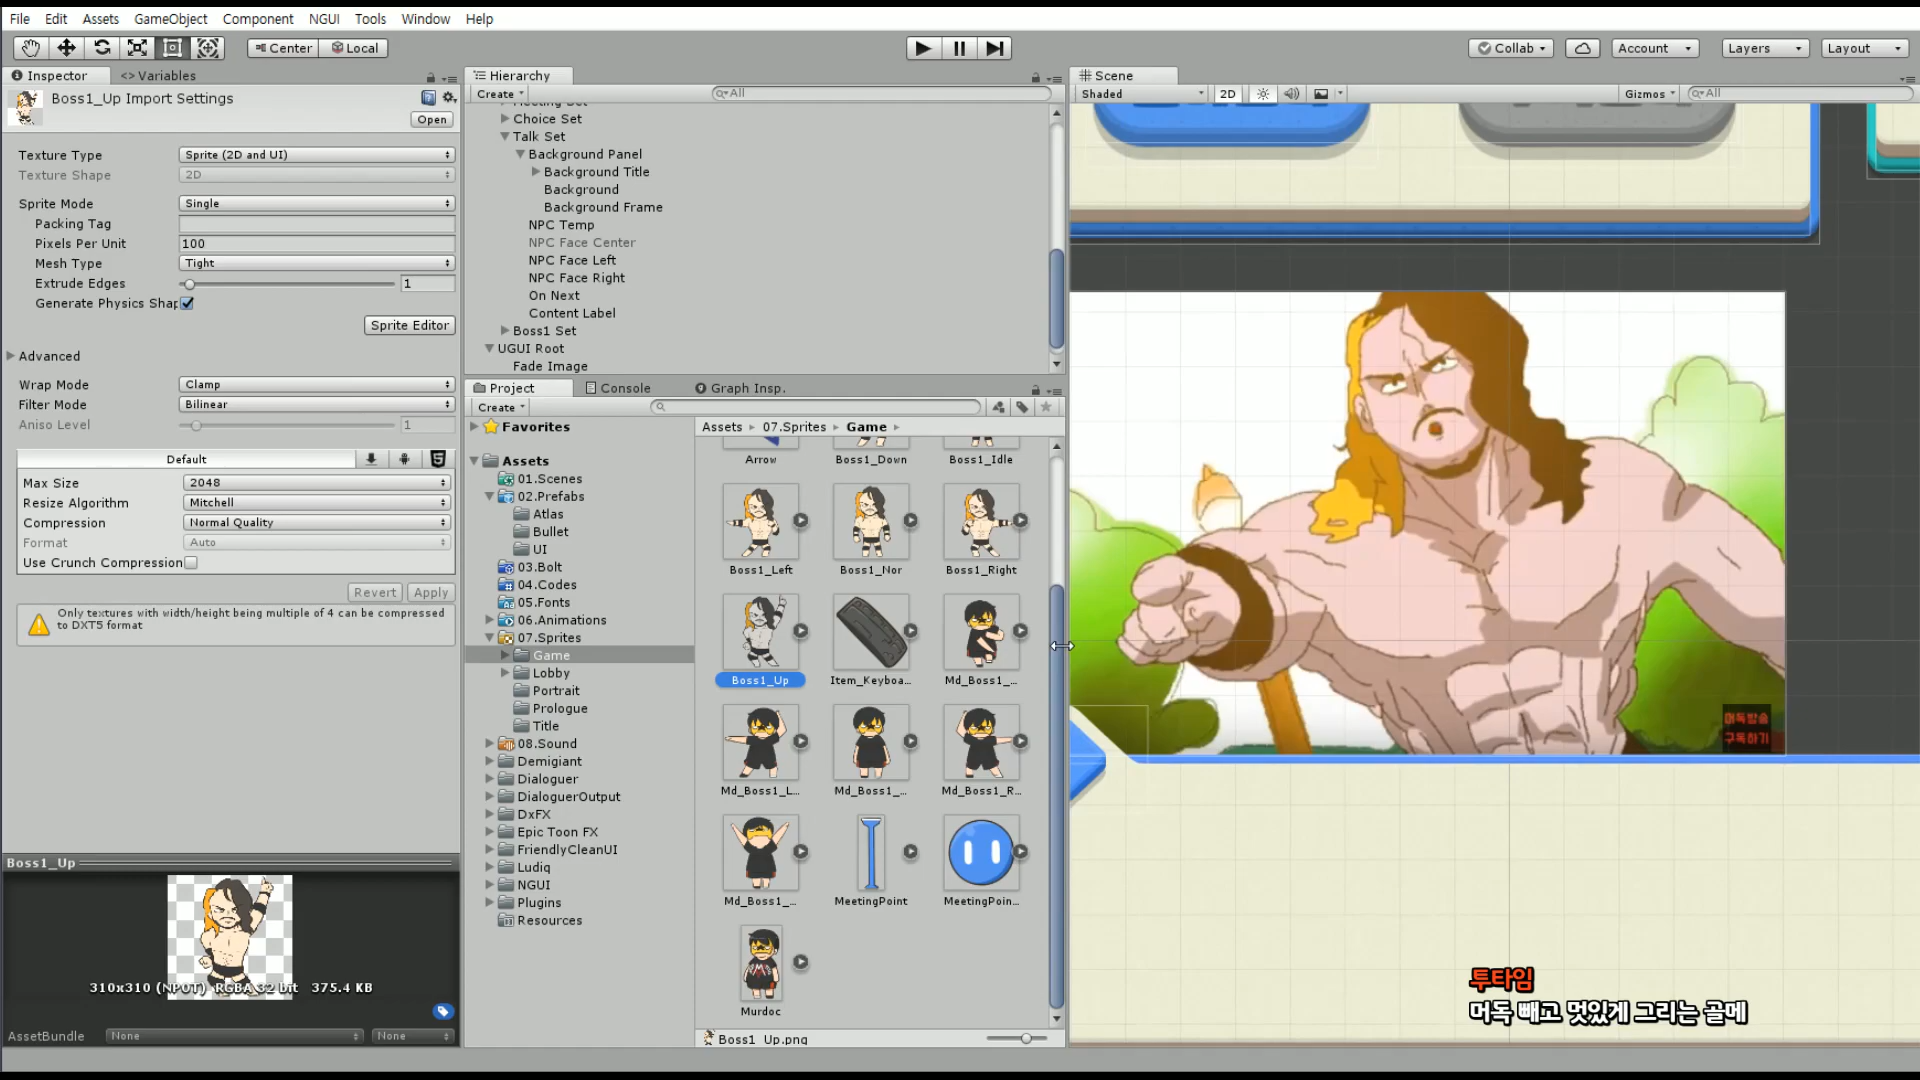 File Edit Assets GameObject Component NGUI Tools Window Help
Center Local Collab Account Layers Layout
Inspector <> Variables
Boss1_Up Import Settings
Open
Texture Type Sprite (2D and UI)
Texture Shape 2D
Sprite Mode Single
Packing Tag
Pixels Per Unit 100
Mesh Type Tight
Extrude Edges 1
Generate Physics Shap
Sprite Editor
Advanced
Wrap Mode Clamp
Filter Mode Bilinear
Aniso Level 1
Default
Max Size 2048
Resize Algorithm Mitchell
Compression Normal Quality
Format Auto
Use Crunch Compression
Revert Apply
Only textures with width/height being multiple of 4 can be compressed
to DXT5 format
Boss1_Up
310x310 (NPOT) RGBA 32 bit 375.4 KB
AssetBundle None None
Hierarchy
Create All
Choice Set
Talk Set
Background Panel
Background Title
Background
Background Frame
NPC Temp
NPC Face Center
NPC Face Left
NPC Face Right
On Next
Content Label
Boss1 Set
UGUI Root
Fade Image
Project Console Graph Insp.
Create
Favorites
Assets
01.Scenes
02.Prefabs
Atlas
Bullet
UI
03.Bolt
04.Codes
05.Fonts
06.Animations
07.Sprites
Game
Lobby
Portrait
Prologue
Title
08.Sound
Demigiant
Dialoguer
DialoguerOutput
DxFX
Epic Toon FX
FriendlyCleanUI
Ludiq
NGUI
Plugins
Resources
Assets 07.Sprites Game
Arrow Boss1_Down Boss1_Idle
Boss1_Left Boss1_Nor Boss1_Right
Boss1_Up Item_Keyboa... Md_Boss1_...
Md_Boss1_L... Md_Boss1_... Md_Boss1_R...
Md_Boss1_... MeetingPoint MeetingPoin...
Murdoc
Boss1_Up.png
Scene
Shaded 2D Gizmos All
머독방송
구독하기
투타임
머독 빼고 멋있게 그리는 골메